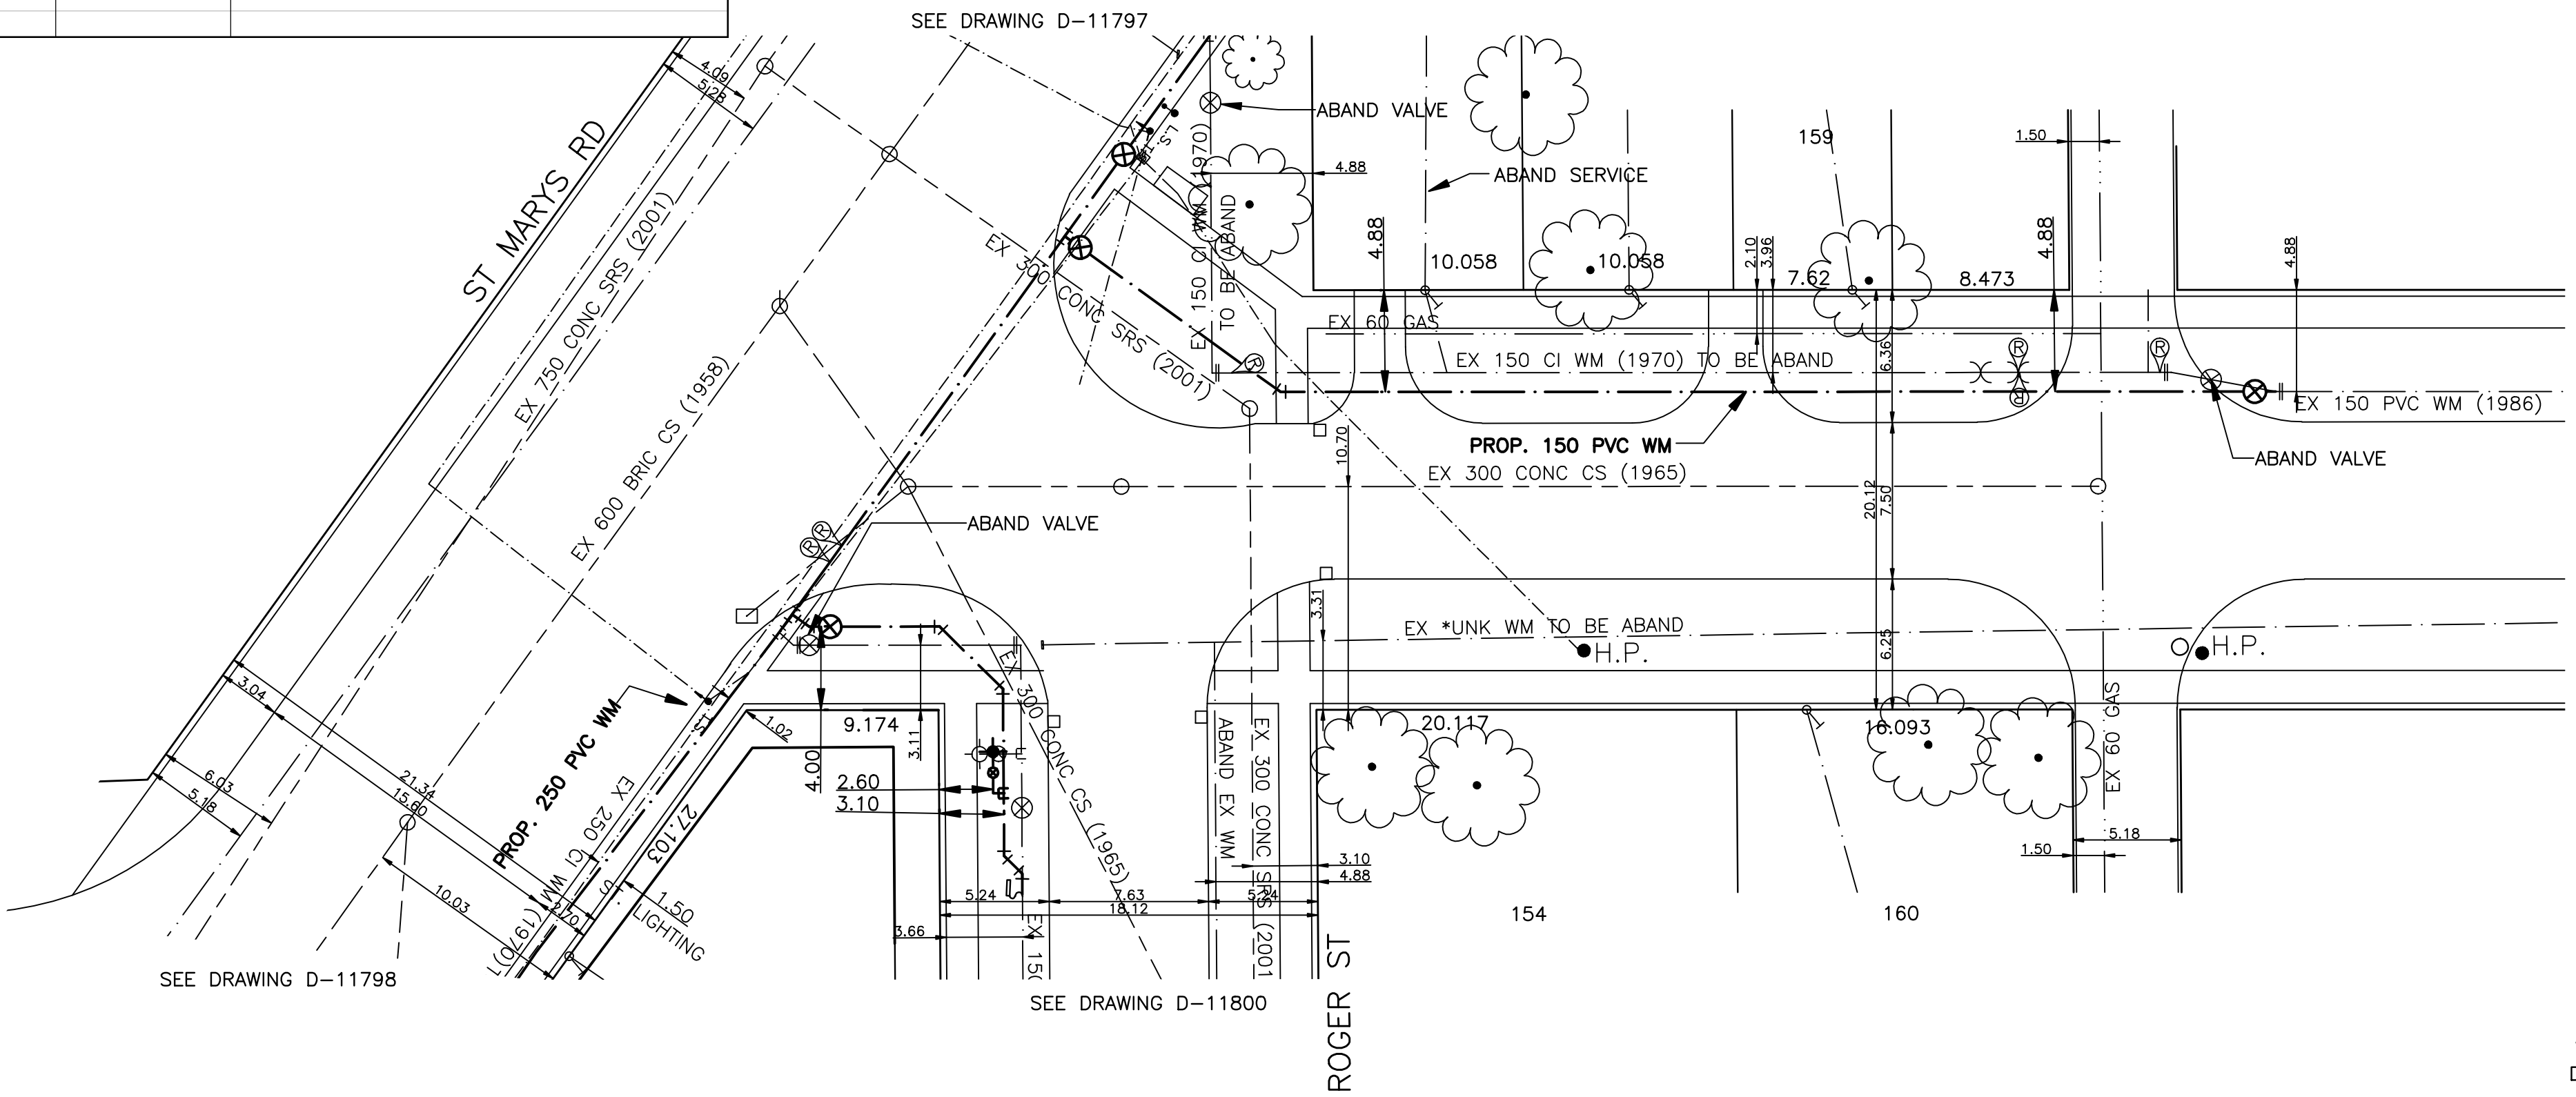 SEE DRAWING D-11797
4.09
5.28
ABAND VALVE
ST MARYS RD
EX 750 CONC SRS (2001)
EX 600 BRIC CS (1958)
EX 300 CONC SRS (2001)
EX 150 CI WM (1970)
TO BE ABAND
4.88
ABAND SERVICE
159
1.50
4.88
10.058
10.058
2.10
3.96
7.62
8.473
4.88
4.88
EX 60 GAS
EX 150 CI WM (1970) TO BE ABAND
6.36
R
R
R
R
EX 150 PVC WM (1986)
PROP. 150 PVC WM
EX 300 CONC CS (1965)
10.70
20.12
7.50
ABAND VALVE
ABAND VALVE
R
R
3.31
EX *UNK WM TO BE ABAND
H.P.
6.25
H.P.
3.04
21.34
15.60
6.03
5.18
10.03
2.70
PROP. 250 PVC WM
EX 250 CI WM (1970)
27.103
1.02
1.50
LIGHTING
9.174
4.00
3.11
2.60
3.10
EX 300 CONC CS (1965)
ABAND EX WM
EX 300 CONC SRS (2001
20.117
16.093
EX 60 GAS
5.18
1.50
3.10
4.88
5.24
7.63
5.24
18.12
3.66
EX 150
154
160
SEE DRAWING D-11798
SEE DRAWING D-11800
ROGER ST